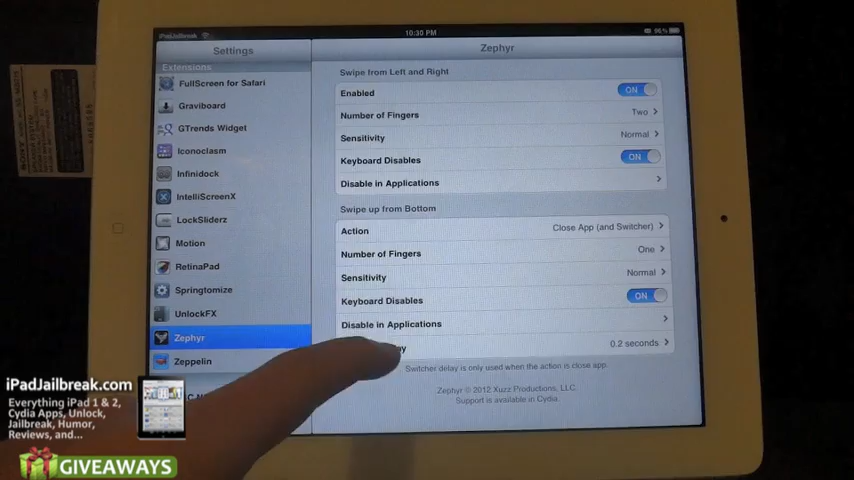 iPadJailbreak
10:30 PM
96%
Settings
Zephyr
Extensions
FullScreen for Safari
Graviboard
GTrends Widget
Iconoclasm
Infinidock
IntelliScreenX
LockSliderz
Motion
RetinaPad
Springtomize
UnlockFX
Zephyr
Zeppelin
Swipe from Left and Right
Enabled ON
Number of Fingers Two
Sensitivity Normal
Keyboard Disables ON
Disable in Applications
Swipe up from Bottom
Action Close App (and Switcher)
Number of Fingers One
Sensitivity Normal
Keyboard Disables ON
Disable in Applications
0.2 seconds
Switcher delay is only used when the action is close app.
Zephyr © 2012 Xuzz Productions, LLC.
Support is available in Cydia.
iPadJailbreak.com
Everything iPad 1 & 2,
Cydia Apps, Unlock,
Jailbreak, Humor,
Reviews, and...
GIVEAWAYS